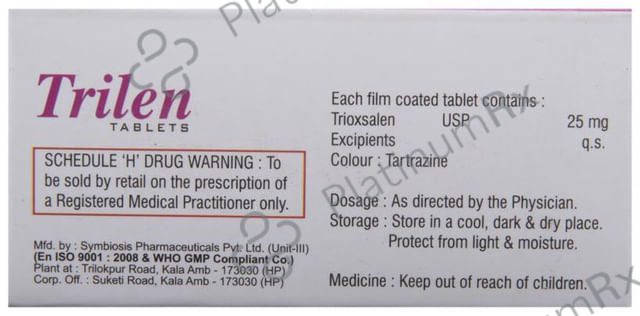 Trilen
TABLETS
SCHEDULE 'H' DRUG WARNING : To
be sold by retail on the prescription of
a Registered Medical Practitioner only.
Mfd. by : Symbiosis Pharmaceuticals Pvt. Ltd. (Unit-III)
(En ISO 9001 : 2008 & WHO GMP Compliant Co.)
Plant at : Trilokpur Road, Kala Amb - 173030 (HP)
Corp. Off. : Suketi Road, Kala Amb - 173030 (HP)
Each film coated tablet contains :
Trioxsalen USP 25 mg
Excipients q.s.
Colour : Tartrazine
Dosage : As directed by the Physician.
Storage : Store in a cool, dark & dry place.
Protect from light & moisture.
Medicine : Keep out of reach of children.
PlatinumRx
PlatinumRx
PlatinumRx